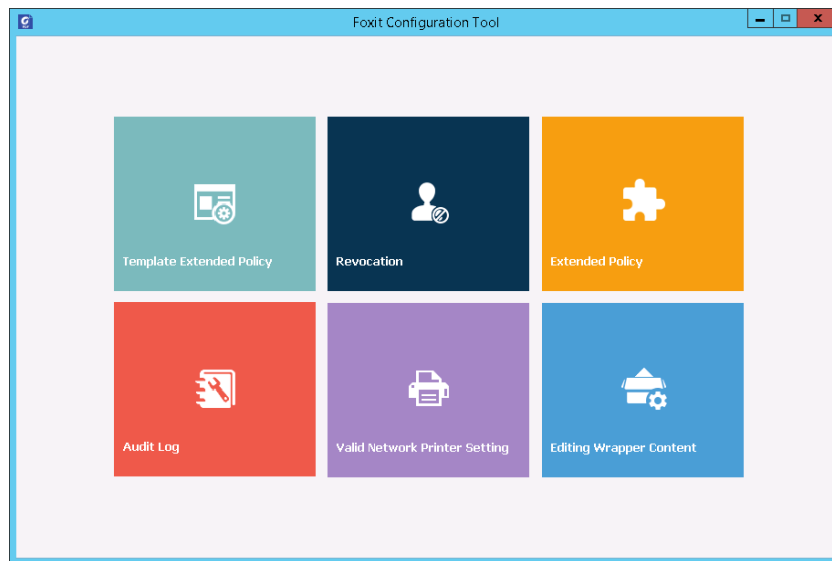 Foxit Configuration Tool
Template Extended Policy
Revocation
Extended Policy
Audit Log
Valid Network Printer Setting
Editing Wrapper Content